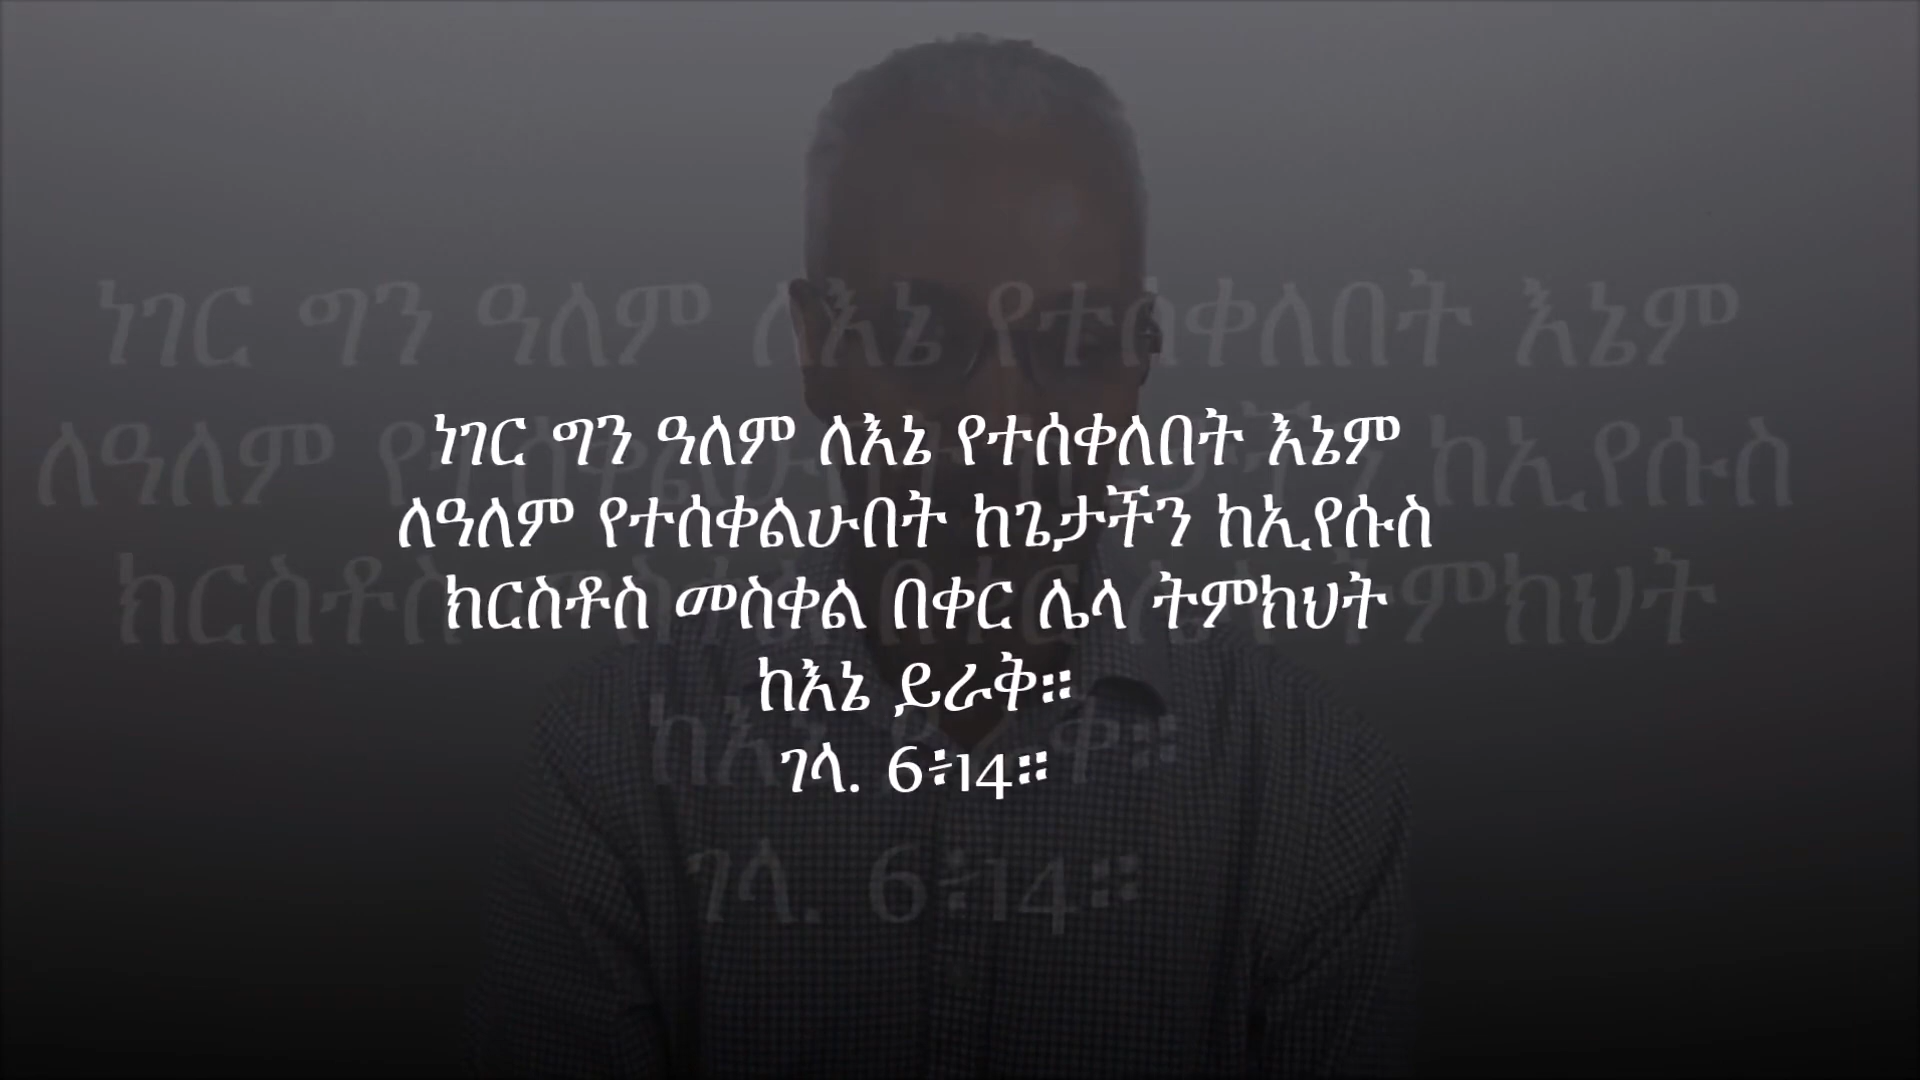 ነገር ግን ዓለም ለእኔ የተሰቀለበት እኔም
ለዓለም የተሰቀልሁበት ከጌታችን ከኢየሱስ
ክርስቶስ መስቀል በቀር ሌላ ትምክህት
ከእኔ ይራቅ።
ገላ. 6፥14።